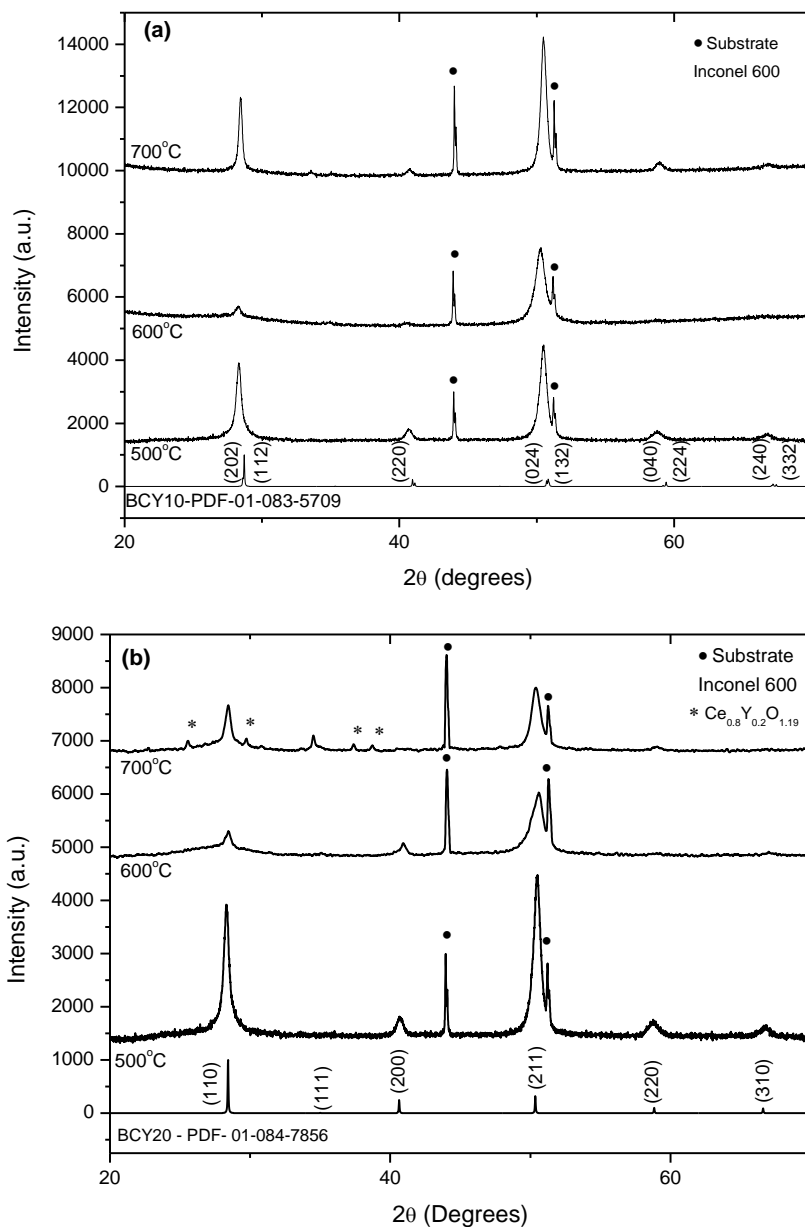 (a)
● Substrate
Inconel 600
14000
12000
10000
8000
6000
4000
2000
0
Intensity (a.u.)
700°C
600°C
500°C
(202)
(112)
(220)
(024)
(132)
(040)
(224)
(240)
(332)
BCY10-PDF-01-083-5709
20
40
60
2θ (degrees)
(b)
● Substrate
Inconel 600
* Ce0.8Y0.2O1.19
9000
8000
7000
6000
5000
4000
3000
2000
1000
0
Intensity (a.u.)
700°C
600°C
500°C
(110)
(111)
(200)
(211)
(220)
(310)
BCY20 - PDF- 01-084-7856
20
40
60
2θ (Degrees)